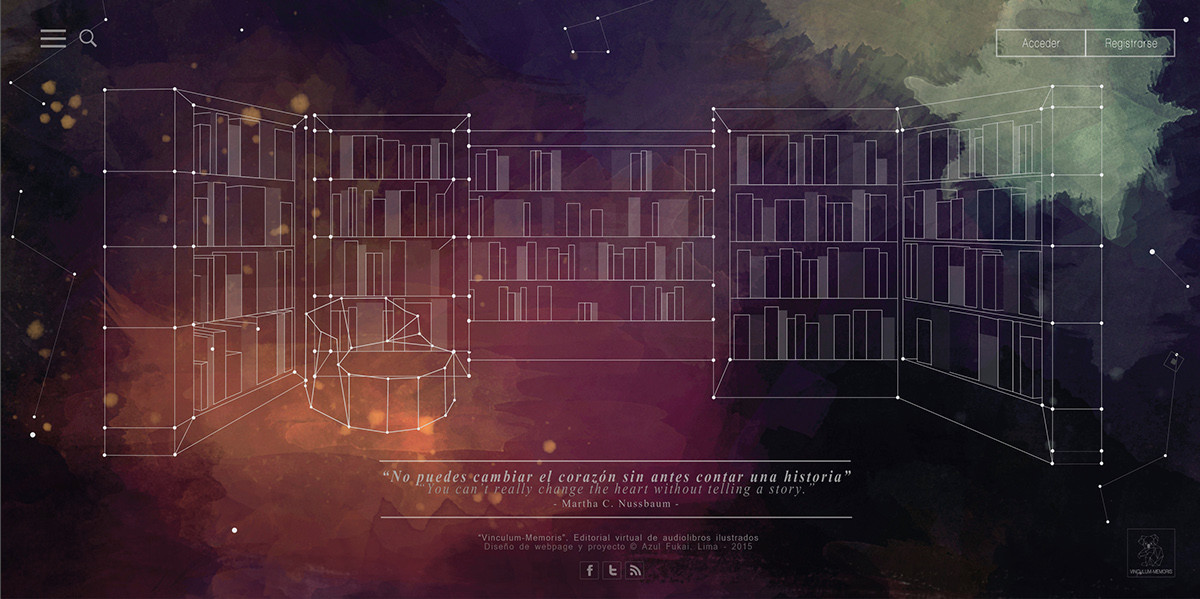 Acceder
Registrarse
“No puedes cambiar el corazón sin antes contar una historia”
“You can´t really change the heart without telling a story.”
- Martha C. Nussbaum -
"Vinculum-Memoris". Editorial virtual de audiolibros ilustrados
Diseño de webpage y proyecto © Azul Fukai. Lima - 2015
VINCULUM-MEMORIS